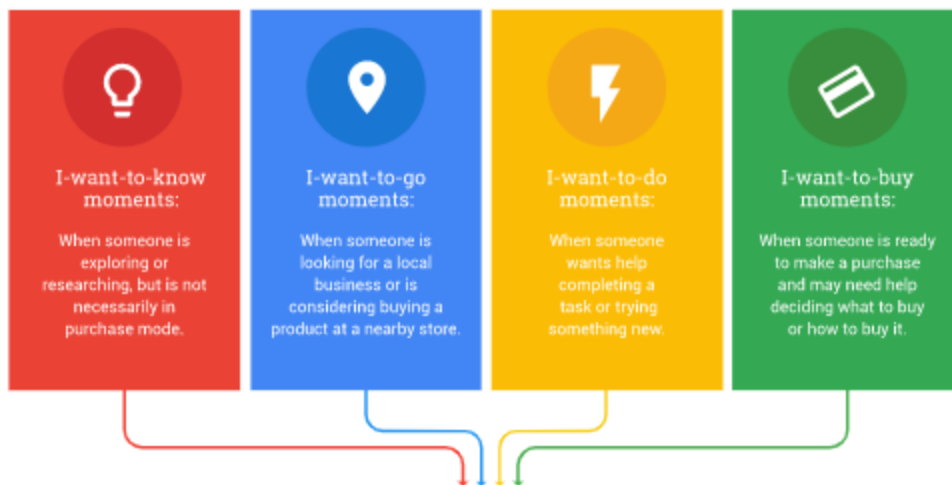 I-want-to-know
moments:
When someone is
exploring or
researching, but is not
necessarily in
purchase mode.
I-want-to-go
moments:
When someone is
looking for a local
business or is
considering buying a
product at a nearby store.
I-want-to-do
moments:
When someone
wants help
completing a
task or trying
something new.
I-want-to-buy
moments:
When someone is ready
to make a purchase
and may need help
deciding what to buy
or how to buy it.